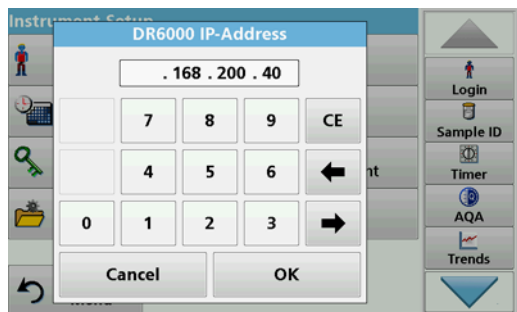 Instrument Setup
DR6000 IP-Address
. 168 . 200 . 40
7 8 9 CE
4 5 6
0 1 2 3
Cancel OK
Login
Sample ID
Timer
AQA
Trends